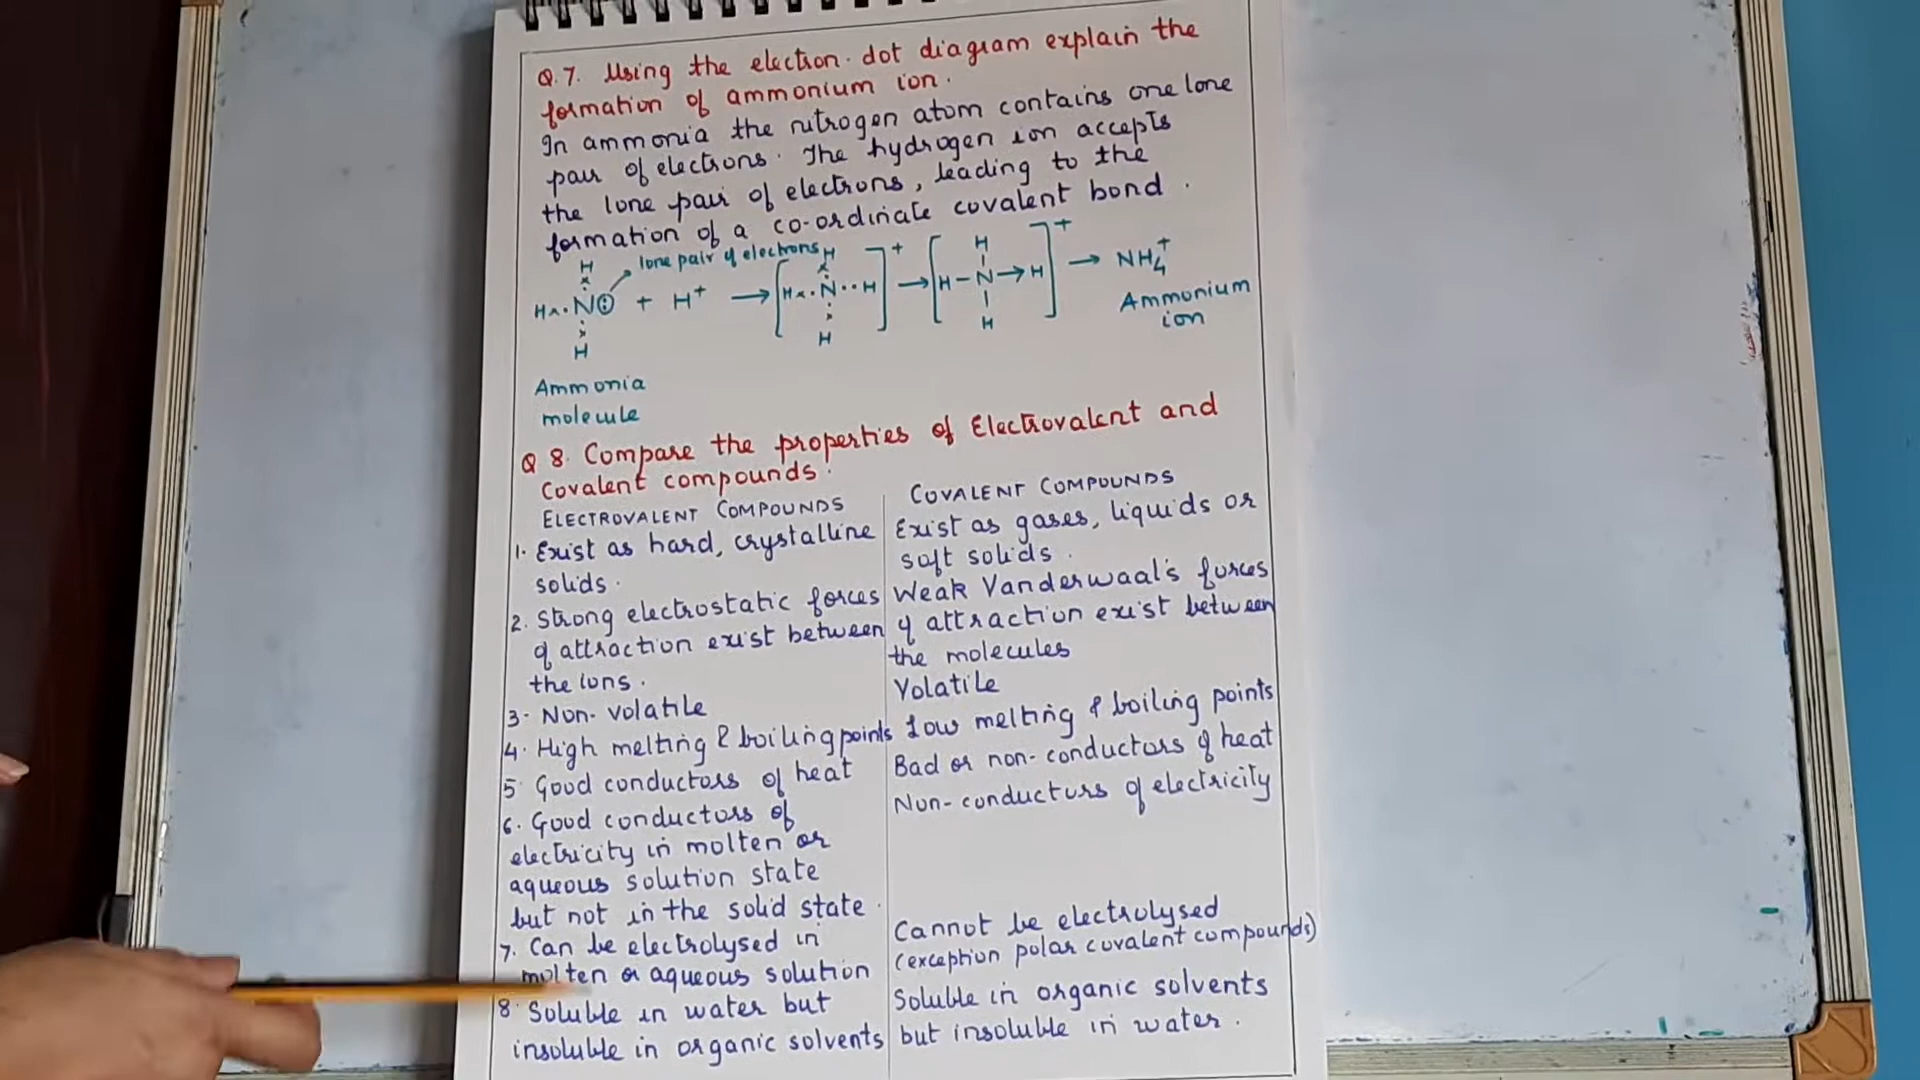 Q.7. Using the electron dot diagram explain the
formation of ammonium ion.
In ammonia the nitrogen atom contains one lone
pair of electrons. The hydrogen ion accepts
the lone pair of electrons, leading to the
formation of a co-ordinate covalent bond.
lone pair of electrons
H
H×•N: + H+ → [H×•N••H]+ → [H–N→H]+ → NH4+
H
H
H
H
H
Ammonium
ion
Ammonia
molecule
Q 8. Compare the properties of Electrovalent and
Covalent compounds.
ELECTROVALENT COMPOUNDS
1. Exist as hard, crystalline
solids.
2. Strong electrostatic forces
of attraction exist between
the ions.
3. Non-volatile
4. High melting & boiling points
5. Good conductors of heat
6. Good conductors of
electricity in molten or
aqueous solution state
but not in the solid state.
7. Can be electrolysed in
molten or aqueous solution
8. Soluble in water but
insoluble in organic solvents
COVALENT COMPOUNDS
Exist as gases, liquids or
soft solids.
Weak Vanderwaal's forces
of attraction exist between
the molecules
Volatile
Low melting & boiling points
Bad or non-conductors of heat
Non-conductors of electricity
Cannot be electrolysed
(exception polar covalent compounds)
Soluble in organic solvents
but insoluble in water.